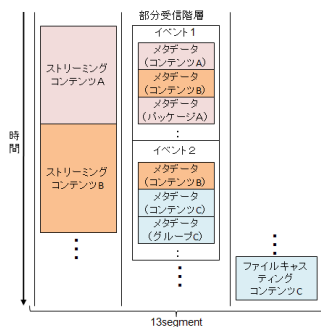 部分受信階層
イベント1
メタデータ
(コンテンツA)
メタデータ
(コンテンツB)
メタデータ
(パッケージA)
:
イベント2
メタデータ
(コンテンツB)
メタデータ
(コンテンツC)
メタデータ
(グループC)
:
ストリーミング
コンテンツA
ストリーミング
コンテンツB
時間
ファイルキャス
ティング
コンテンツC
13segment